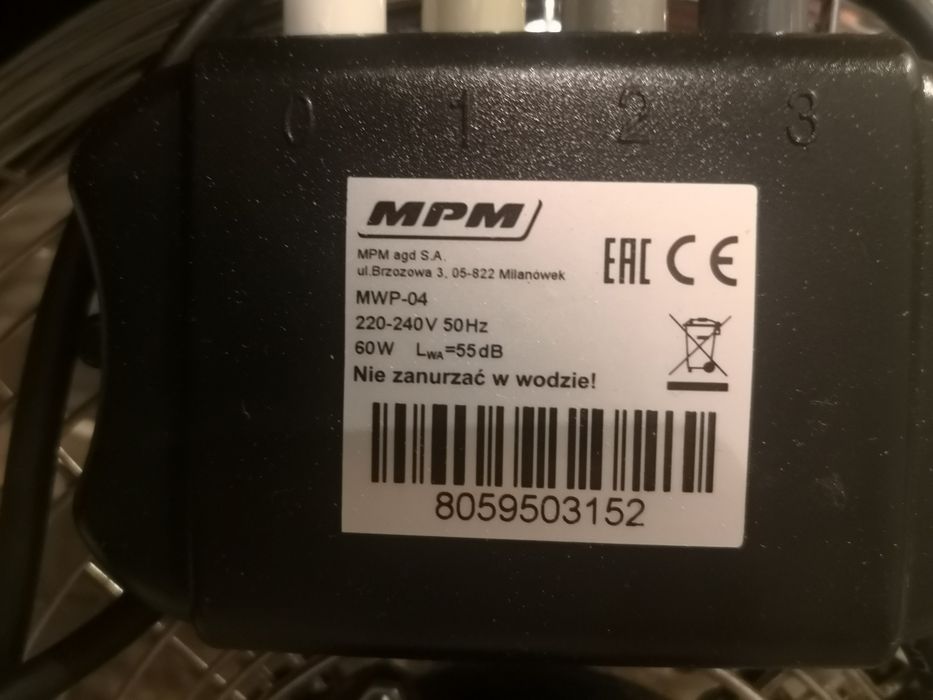 0 1 2 3
MPM
MPM agd S.A.
ul.Brzozowa 3, 05-822 Milanówek
EAC CE
MWP-04
220-240V 50Hz
60W LWA=55dB
Nie zanurzać w wodzie!
8059503152